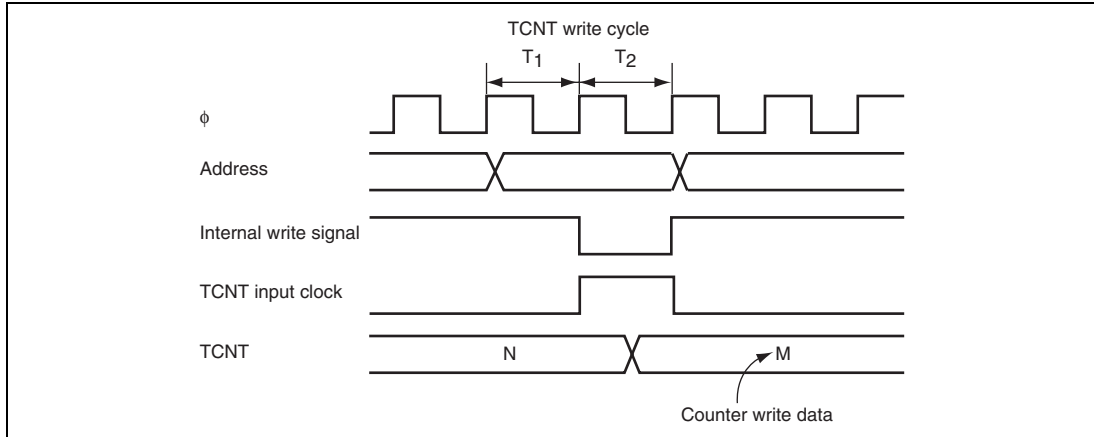 TCNT write cycle
T1 T2
φ
Address
Internal write signal
TCNT input clock
TCNT N M
Counter write data